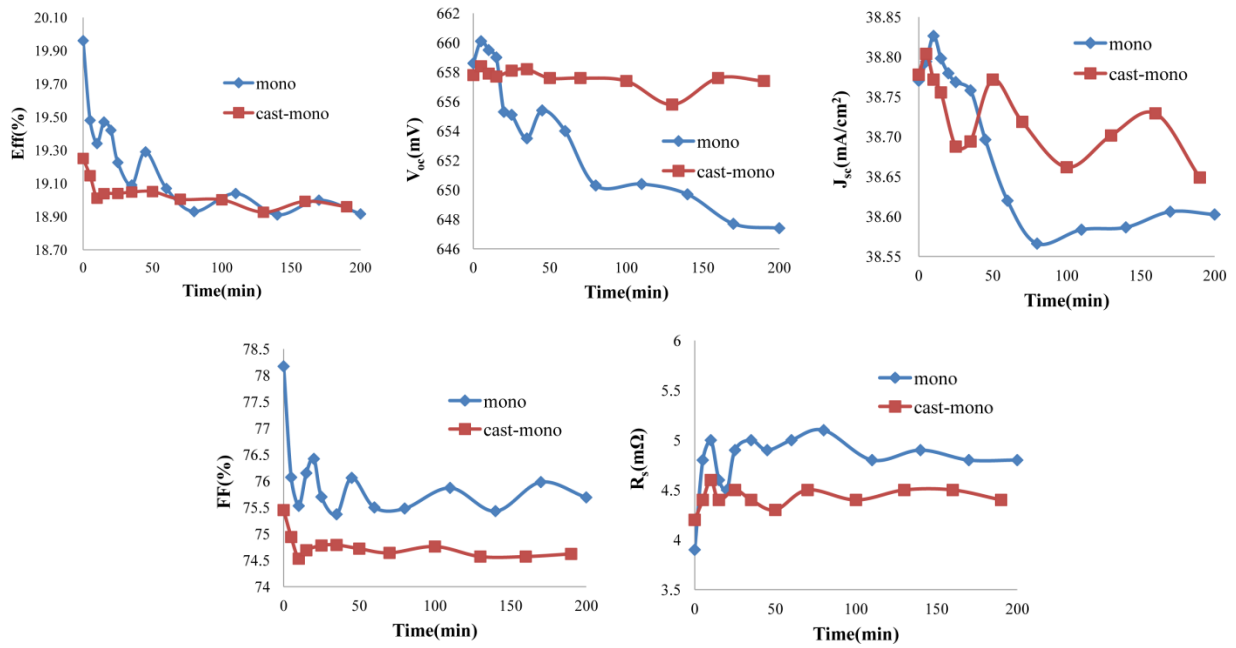 20.10
19.90
19.70
19.50
19.30
19.10
18.90
18.70
Eff(%)
mono
cast-mono
0 50 100 150 200
Time(min)
662
660
658
656
654
652
650
648
646
Voc(mV)
mono
cast-mono
0 50 100 150 200
Time(min)
38.85
38.80
38.75
38.70
38.65
38.60
38.55
Jsc(mA/cm²)
mono
cast-mono
0 50 100 150 200
Time(min)
78.5
78
77.5
77
76.5
76
75.5
75
74.5
74
FF(%)
mono
cast-mono
0 50 100 150 200
Time(min)
6
5.5
5
4.5
4
3.5
Rs(mΩ)
mono
cast-mono
0 50 100 150 200
Time(min)